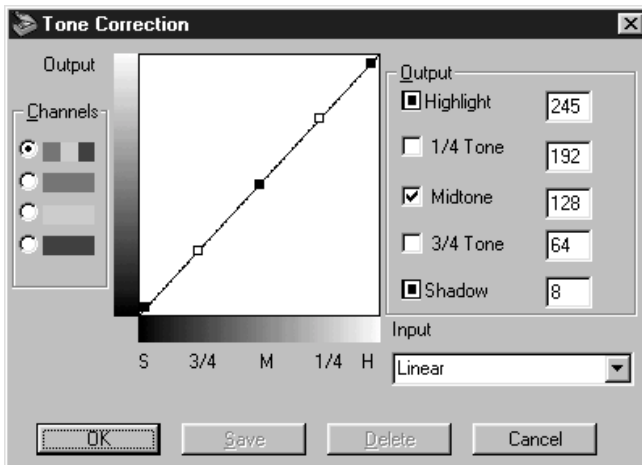 Tone Correction
Output
Channels
Output
Highlight 245
1/4 Tone 192
Midtone 128
3/4 Tone 64
Shadow 8
Input
Linear
S 3/4 M 1/4 H
OK Save Delete Cancel